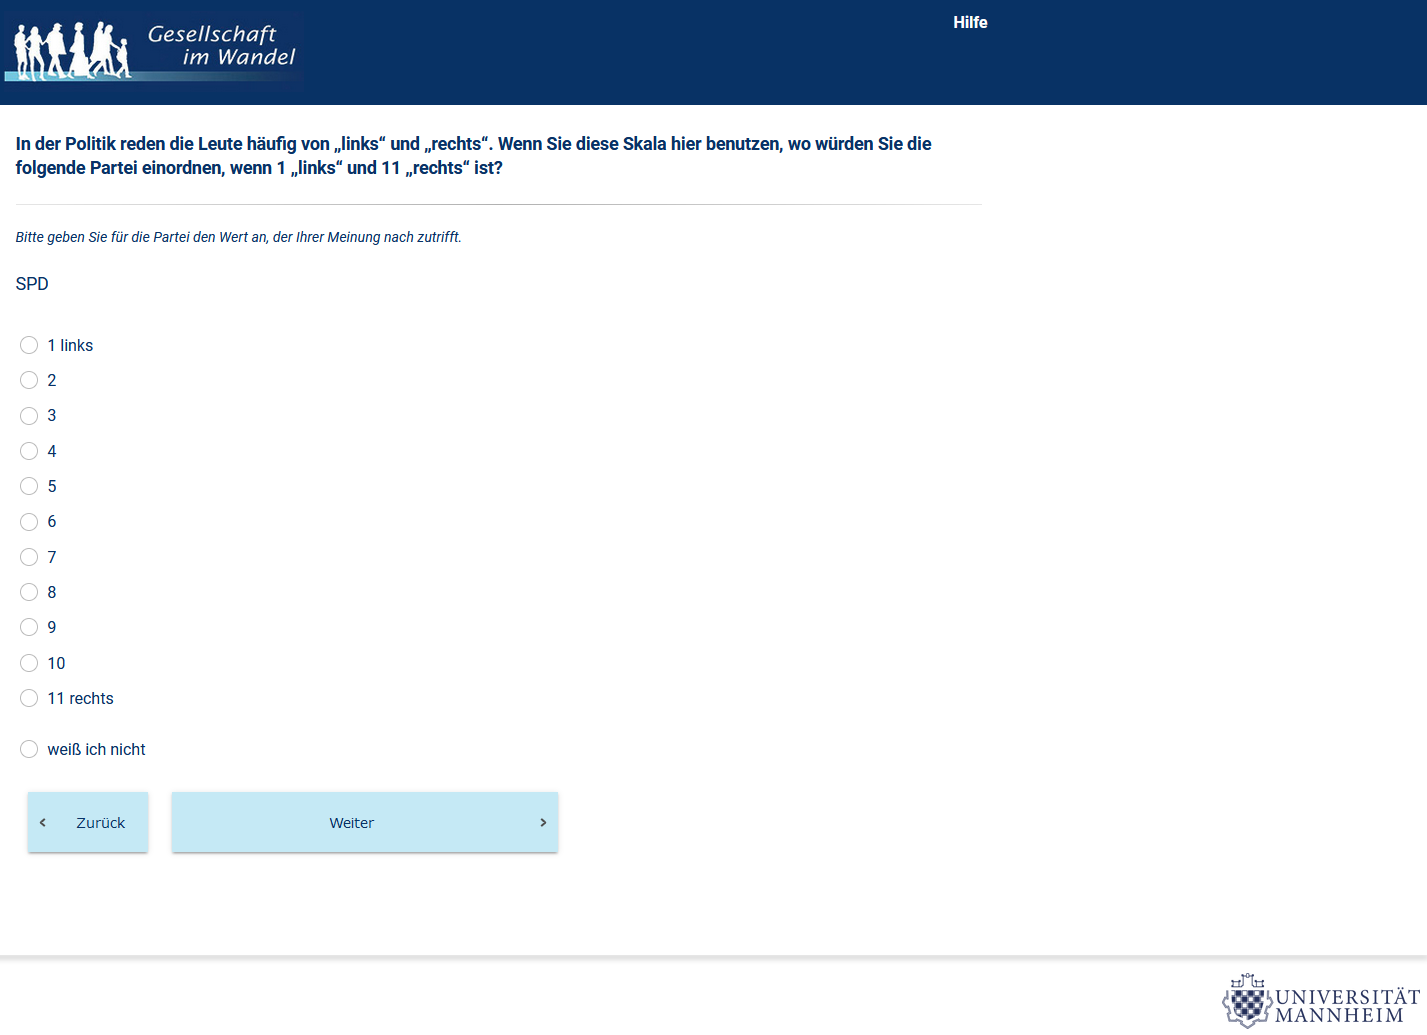 Gesellschaft
im Wandel
Hilfe
In der Politik reden die Leute häufig von „links“ und „rechts“. Wenn Sie diese Skala hier benutzen, wo würden Sie die
folgende Partei einordnen, wenn 1 „links“ und 11 „rechts“ ist?
Bitte geben Sie für die Partei den Wert an, der Ihrer Meinung nach zutrifft.
SPD
1 links
2
3
4
5
6
7
8
9
10
11 rechts
weiß ich nicht
Zurück
Weiter
UNIVERSITÄT
MANNHEIM